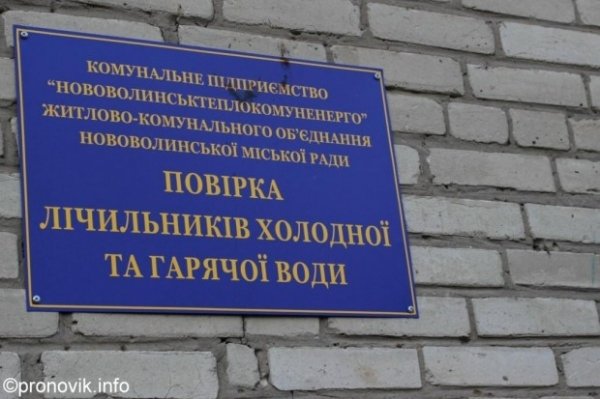 КОМУНАЛЬНЕ ПІДПРИЄМСТВО
“НОВОВОЛИНСЬКТЕПЛОКОМУНЕНЕРГО”
ЖИТЛОВО-КОМУНАЛЬНОГО ОБ’ЄДНАННЯ
НОВОВОЛИНСЬКОЇ МІСЬКОЇ РАДИ
ПОВІРКА
ЛІЧИЛЬНИКІВ ХОЛОДНОЇ
ТА ГАРЯЧОЇ ВОДИ
©pronovik.info